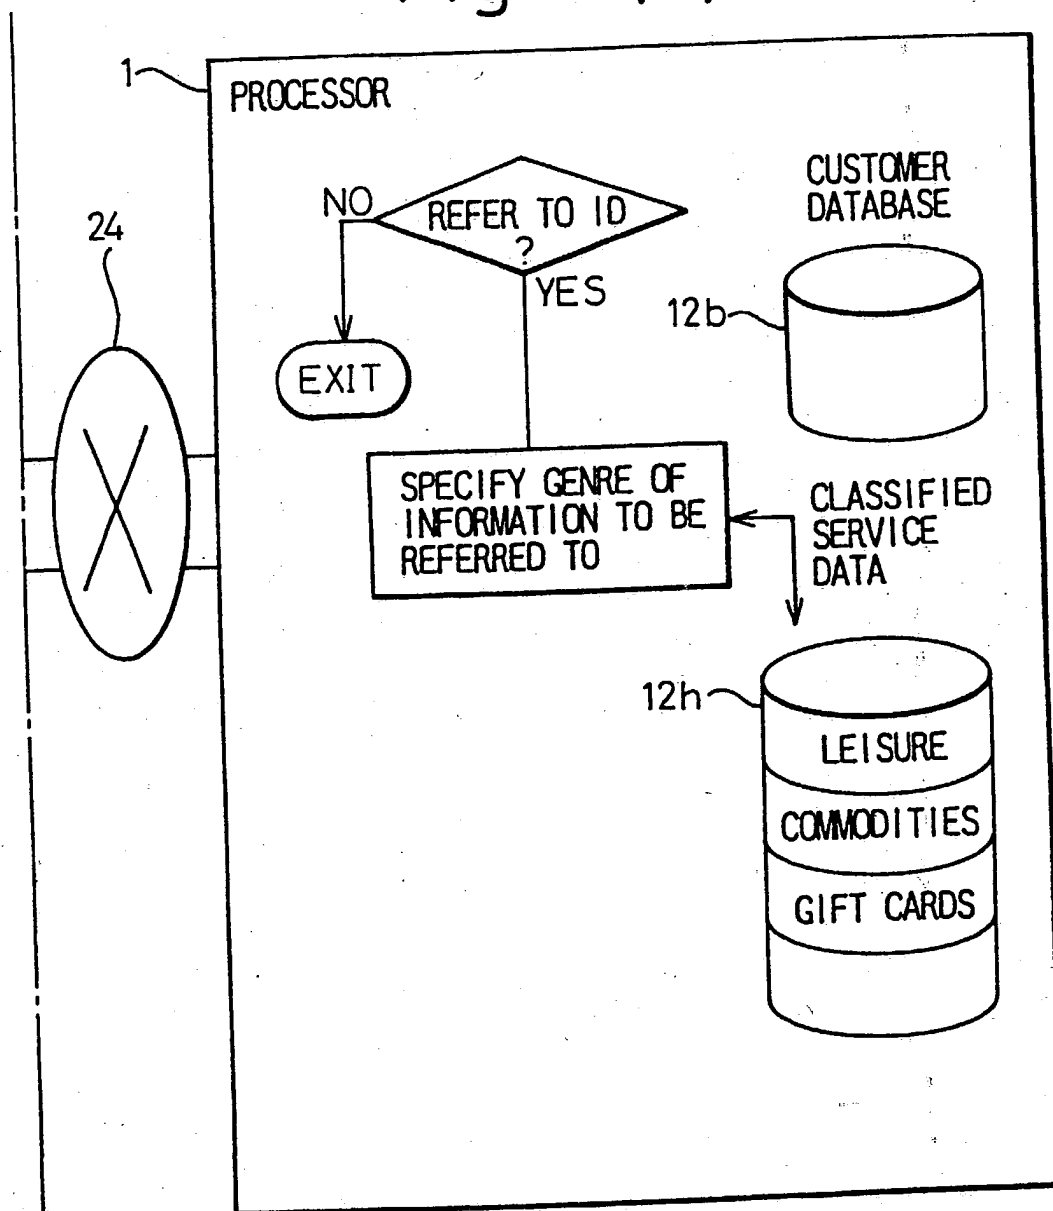 1
PROCESSOR
CUSTOMER
DATABASE
NO
REFER TO ID
?
YES
24
12b
EXIT
SPECIFY GENRE OF
INFORMATION TO BE
REFERRED TO
CLASSIFIED
SERVICE
DATA
12h
LEISURE
COMMODITIES
GIFT CARDS